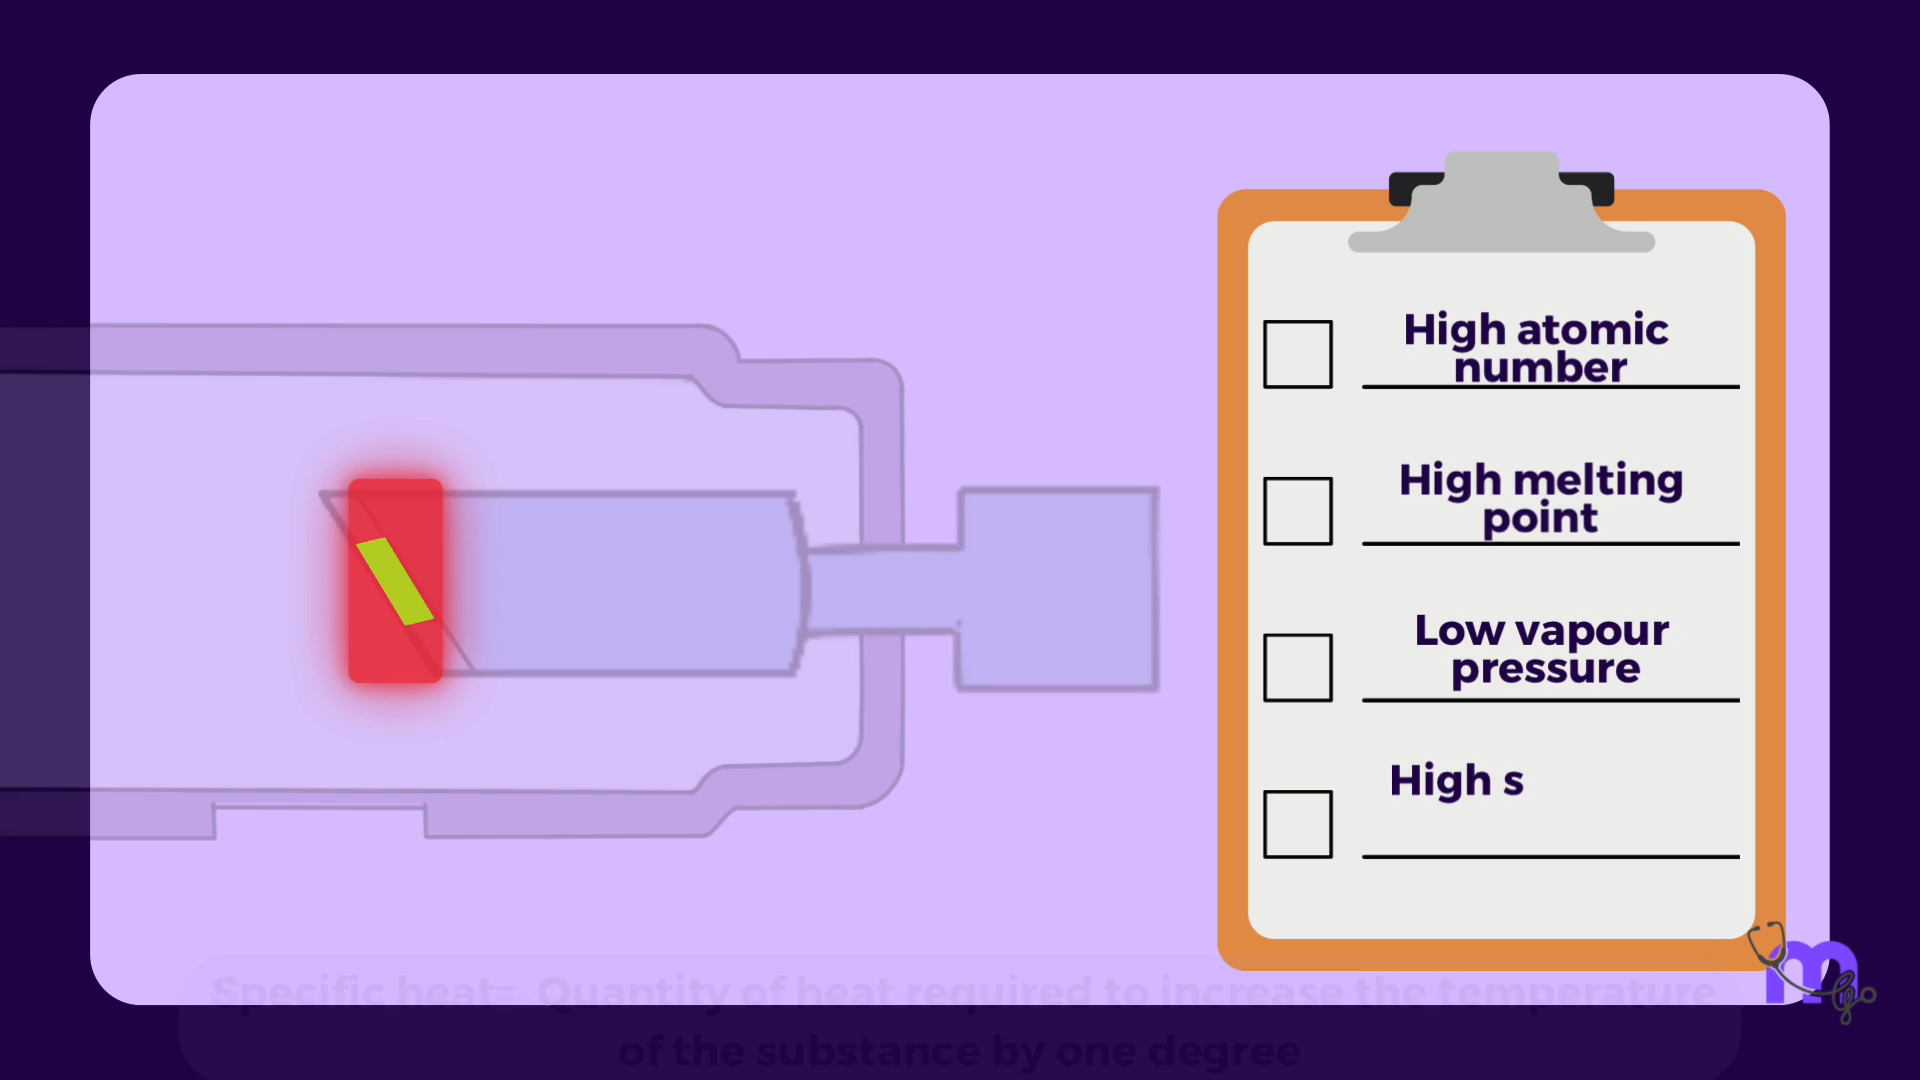 High atomic
number
High melting
point
Low vapour
pressure
High s
Specific heat= Quantity of heat required to increase the temperature
of the substance by one degree
m
go